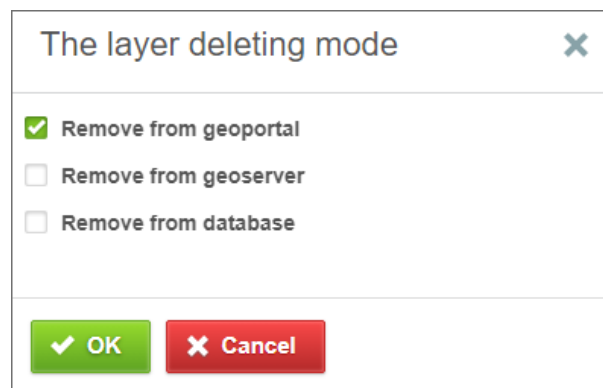 The layer deleting mode
Remove from geoportal
Remove from geoserver
Remove from database
OK
Cancel